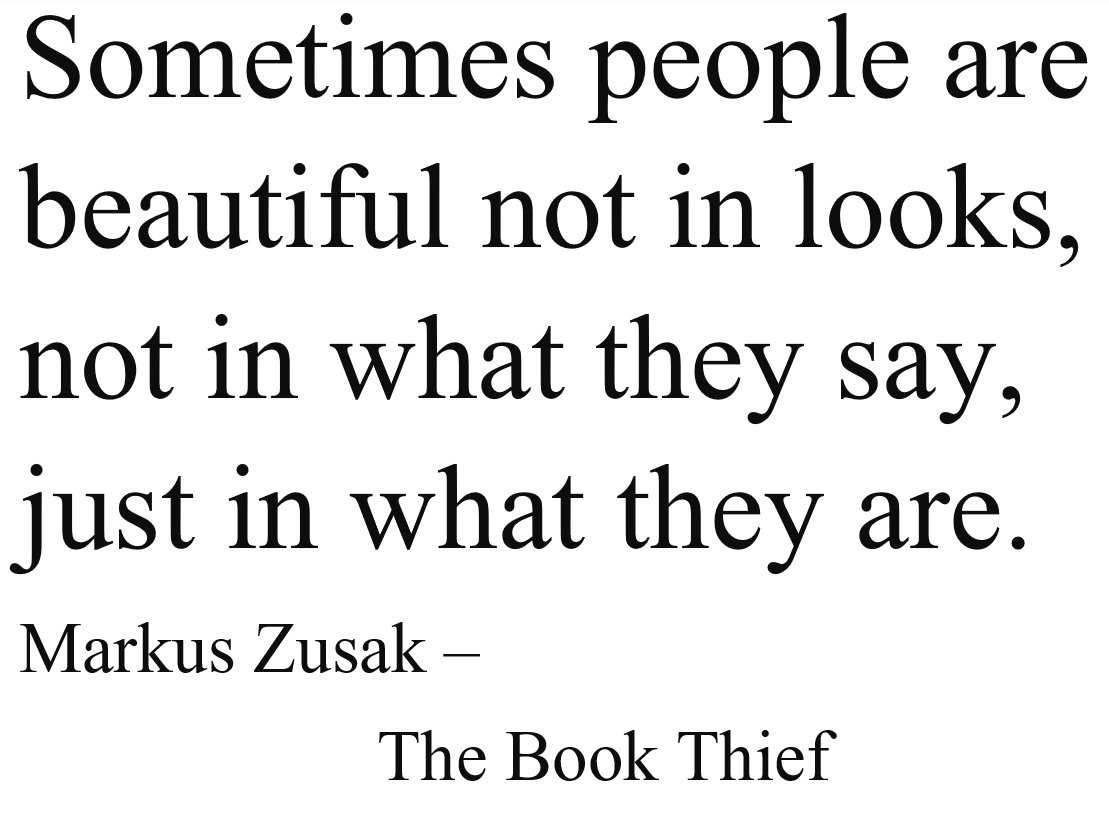 Sometimes people are
beautiful not in looks,
not in what they say,
just in what they are.
Markus Zusak –
The Book Thief